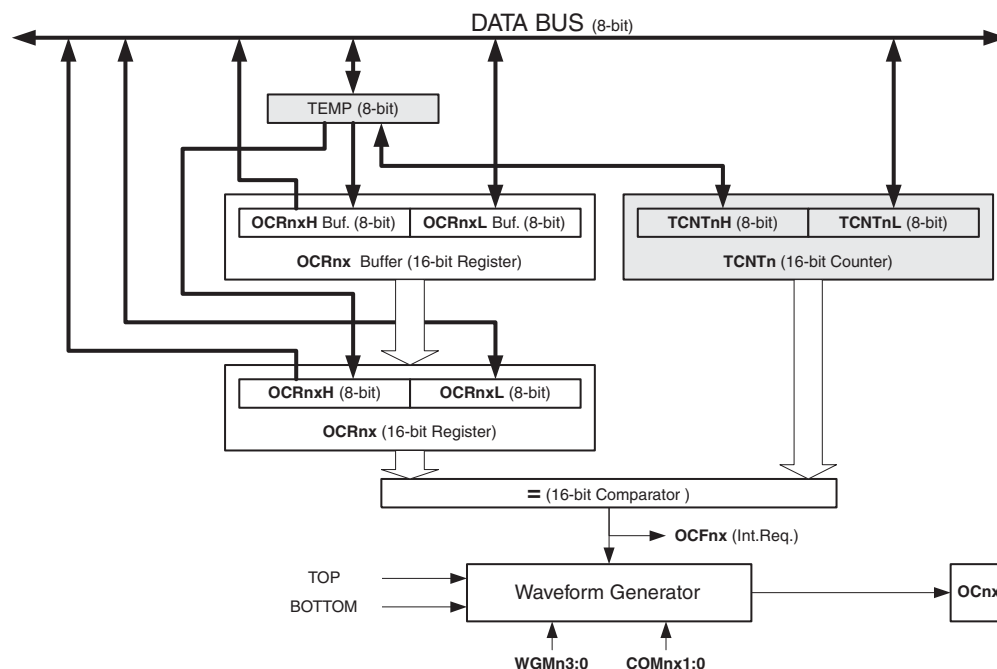 DATA BUS (8-bit)
TEMP (8-bit)
OCRnxH Buf. (8-bit) OCRnxL Buf. (8-bit) TCNTnH (8-bit) TCNTnL (8-bit)
OCRnx Buffer (16-bit Register) TCNTn (16-bit Counter)
OCRnxH (8-bit) OCRnxL (8-bit)
OCRnx (16-bit Register)
= (16-bit Comparator )
OCFnx (Int.Req.)
TOP
Waveform Generator OCnx
BOTTOM
WGMn3:0 COMnx1:0